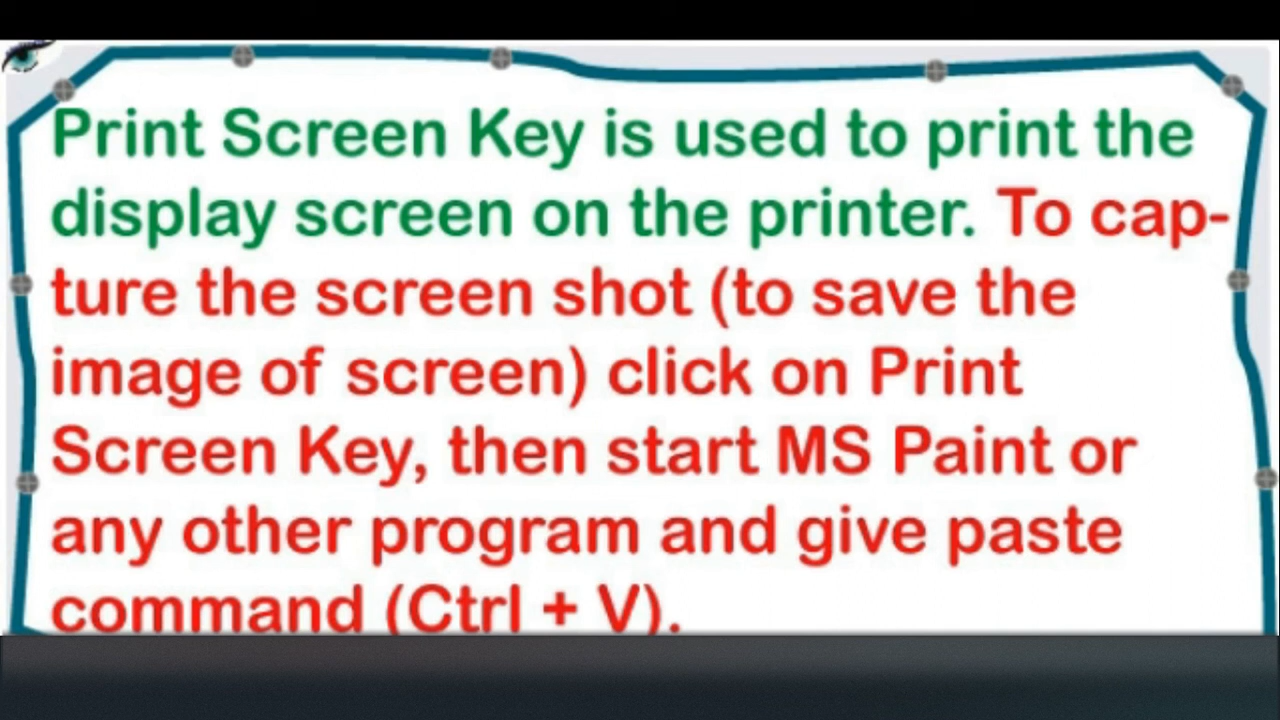 Print Screen Key is used to print the
display screen on the printer. To cap-
ture the screen shot (to save the
image of screen) click on Print
Screen Key, then start MS Paint or
any other program and give paste
command (Ctrl + V).